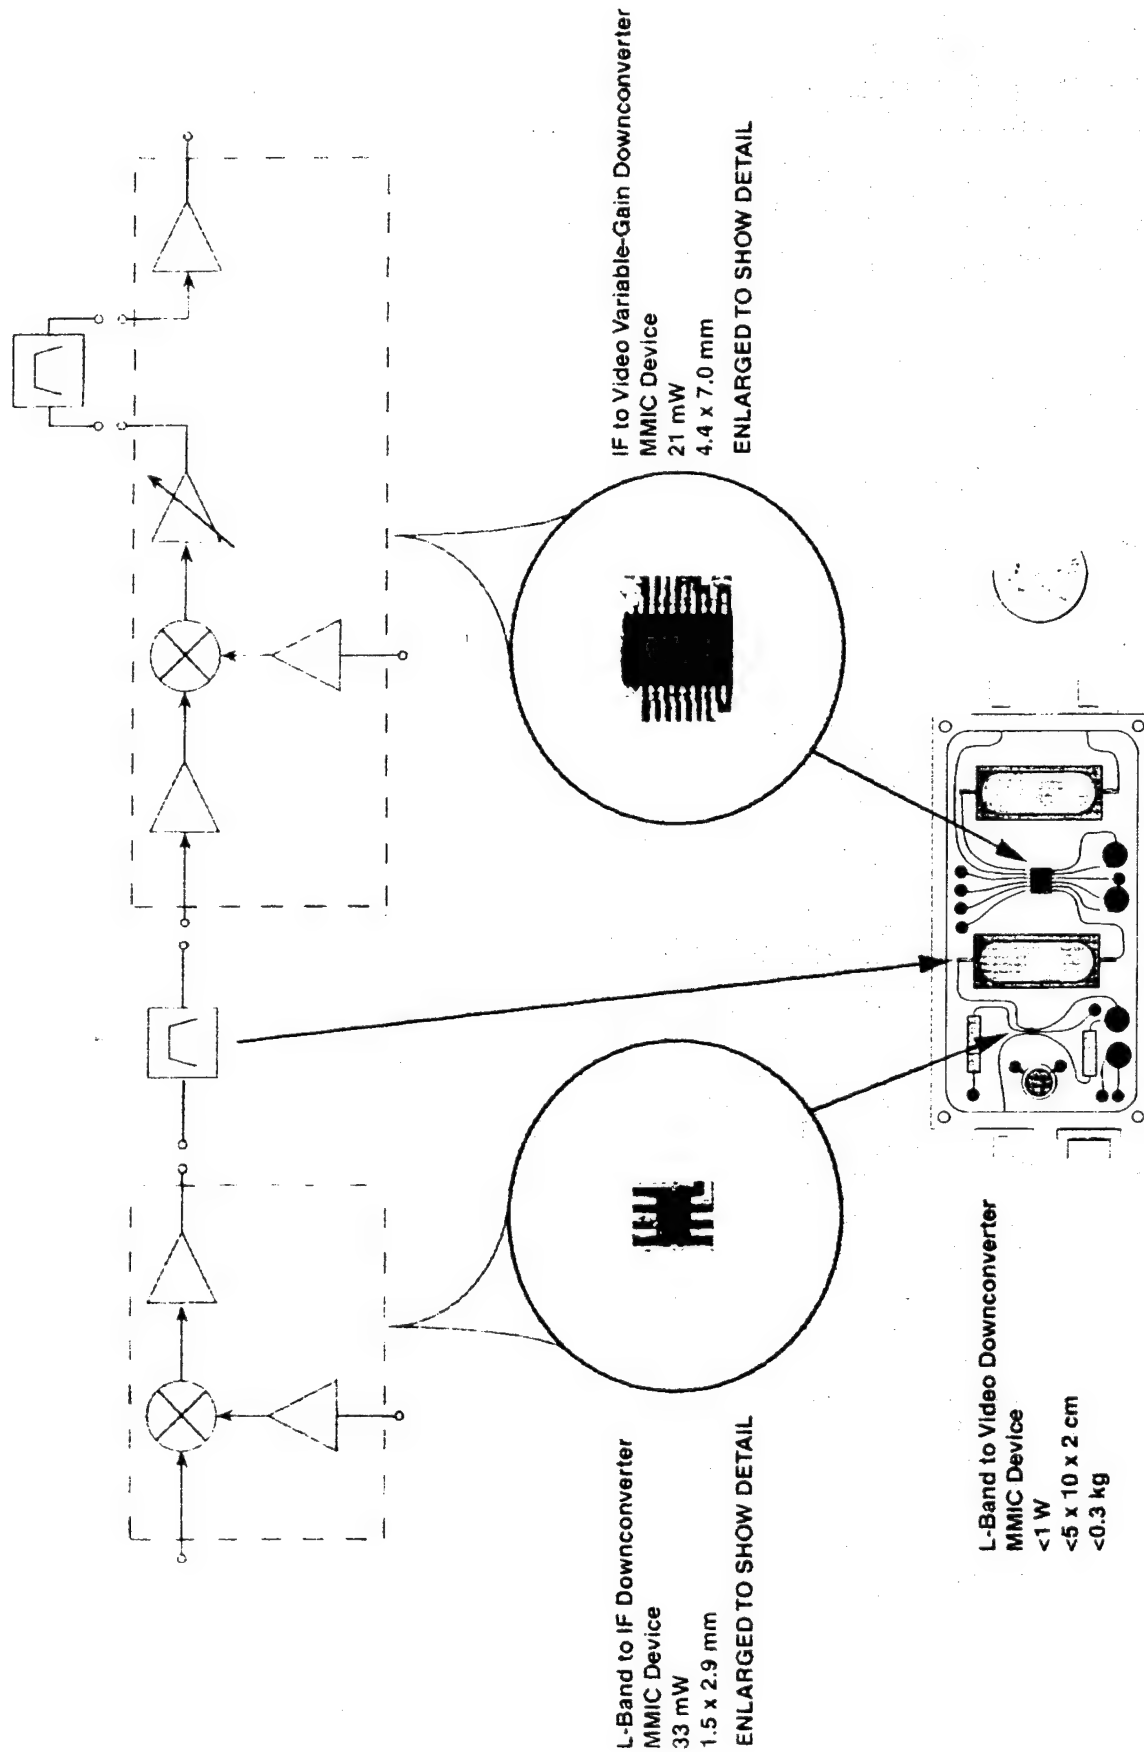 L-Band to IF Downconverter
MMIC Device
33 mW
1.5 x 2.9 mm
ENLARGED TO SHOW DETAIL
IF to Video Variable-Gain Downconverter
MMIC Device
21 mW
4.4 x 7.0 mm
ENLARGED TO SHOW DETAIL
L-Band to Video Downconverter
MMIC Device
<1 W
<5 x 10 x 2 cm
<0.3 kg